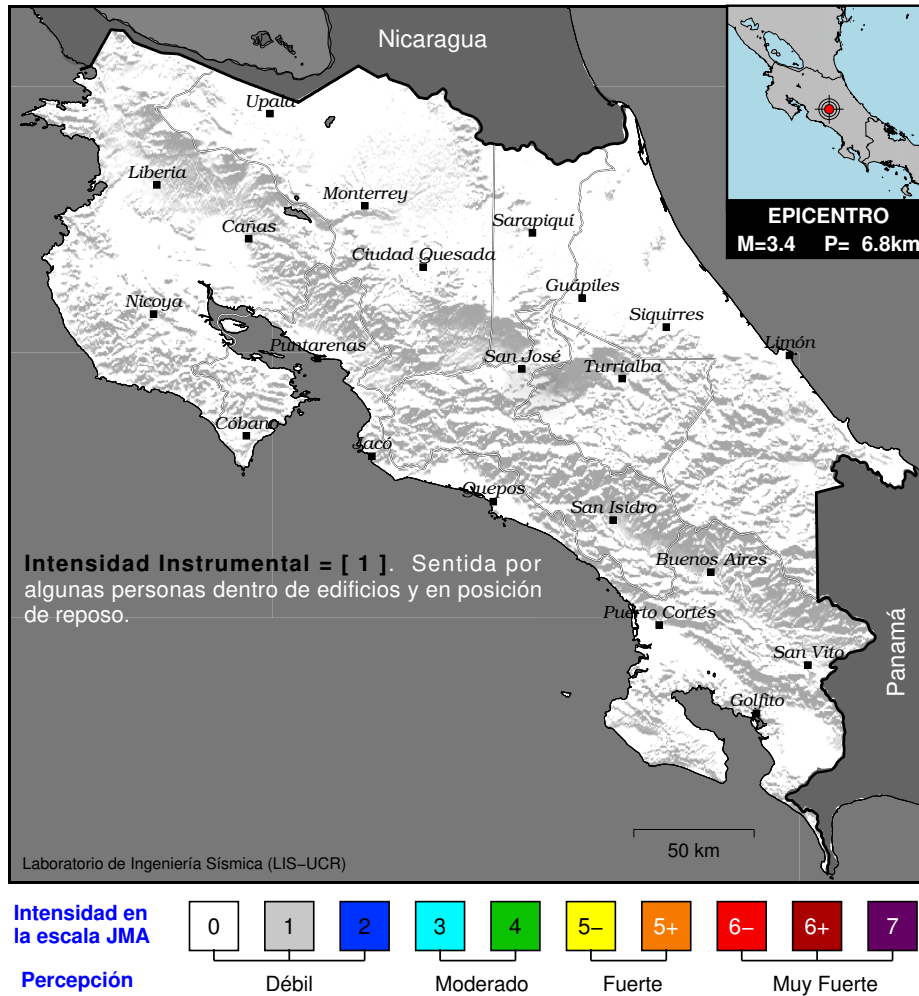 Nicaragua
Upala
Liberia
Monterrey
Cañas
Sarapiquí
Ciudad Quesada
Guápiles
Nicoya
Siquirres
Puntarenas
San José
Limón
Turrialba
Cóbano
Jacó
Quepos
San Isidro
Buenos Aires
Puerto Cortés
San Vito
Golfito
Panamá
EPICENTRO
M=3.4 P= 6.8km
Intensidad Instrumental = [ 1 ]. Sentida por
algunas personas dentro de edificios y en posición
de reposo.
50 km
Laboratorio de Ingeniería Sísmica (LIS–UCR)
Intensidad en
la escala JMA
0 1 2 3 4 5− 5+ 6− 6+ 7
Percepción
Débil Moderado Fuerte Muy Fuerte